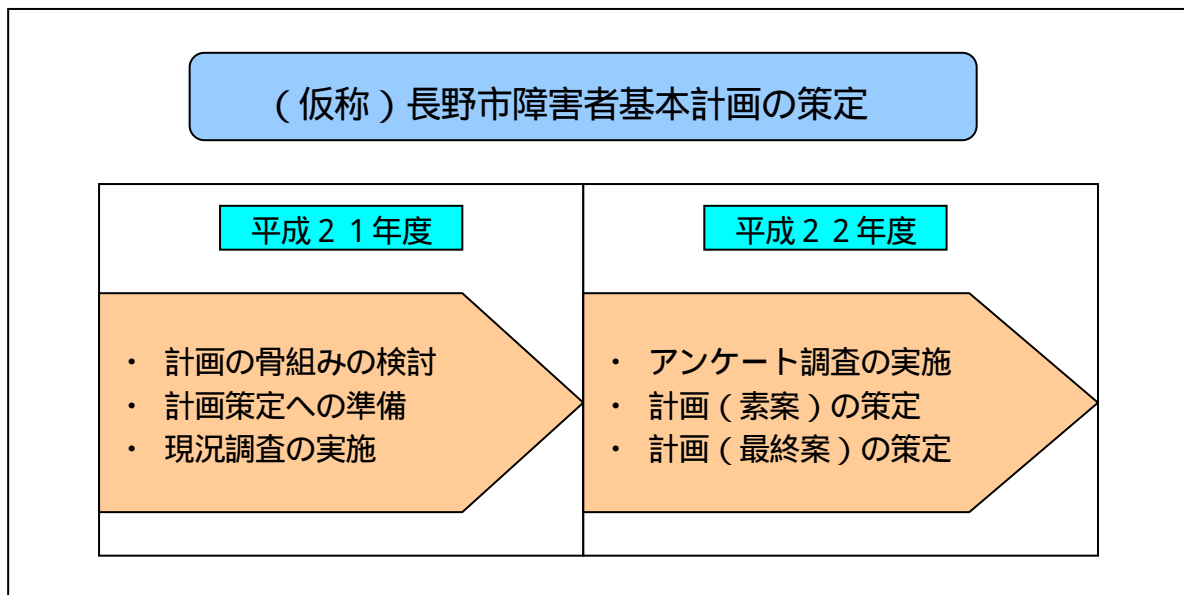 （仮称）長野市障害者基本計画の策定
平成２１年度
・ 計画の骨組みの検討
・ 計画策定への準備
・ 現況調査の実施
平成２２年度
・ アンケート調査の実施
・ 計画（素案）の策定
・ 計画（最終案）の策定